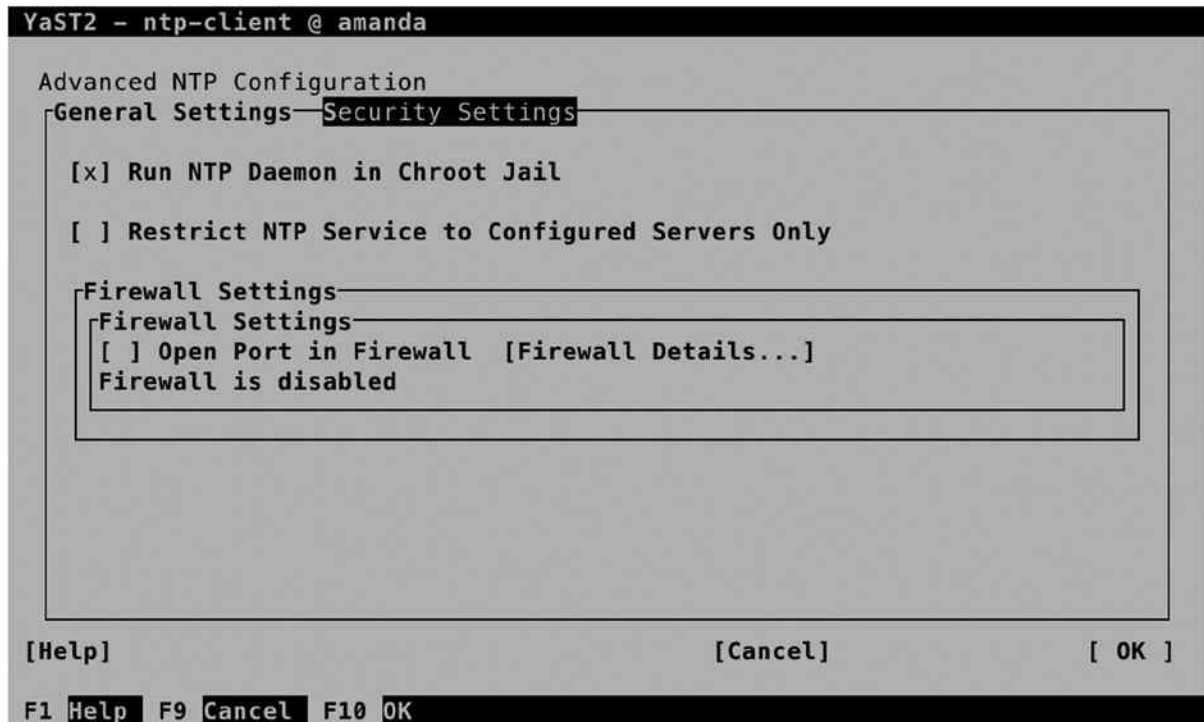 YaST2 - ntp-client @ amanda
Advanced NTP Configuration
General Settings Security Settings
[x] Run NTP Daemon in Chroot Jail
[ ] Restrict NTP Service to Configured Servers Only
Firewall Settings
Firewall Settings
[ ] Open Port in Firewall [Firewall Details...]
Firewall is disabled
[Help] [Cancel] [ OK ]
F1 Help F9 Cancel F10 OK